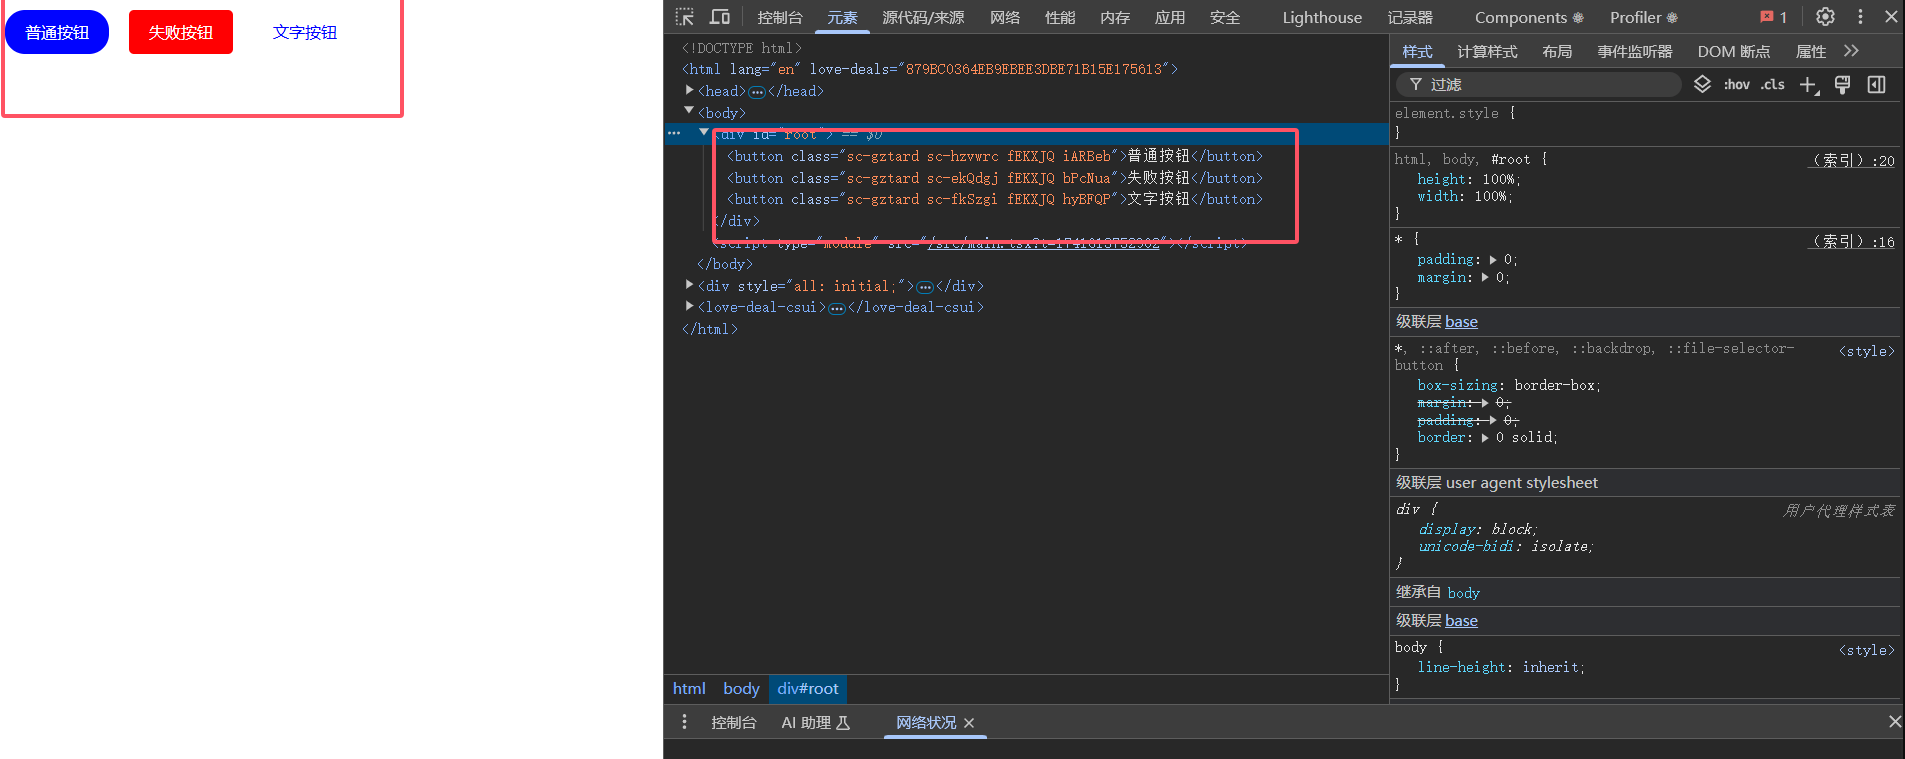 普通按钮 失败按钮 文字按钮
控制台 元素 源代码/来源 网络 性能 内存 应用 安全 Lighthouse 记录器 Components Profiler 1
<!DOCTYPE html>
<html lang="en" love-deals="879BC0364EB9EBEE3DBE71B15E175613">
<head>…</head>
<body>
<div id="root"> == $0
<button class="sc-gztard sc-hzvwrc fEKXJQ iARBeb">普通按钮</button>
<button class="sc-gztard sc-ekQdgj fEKXJQ bPcNua">失败按钮</button>
<button class="sc-gztard sc-fkSzgi fEKXJQ hyBFQP">文字按钮</button>
</div>
<script type="module" src="/src/main.tsx?t=1741613752902"></script>
</body>
<div style="all: initial;">…</div>
<love-deal-csui>…</love-deal-csui>
</html>
html body div#root
样式 计算样式 布局 事件监听器 DOM 断点 属性
过滤 :hov .cls
element.style {
}
html, body, #root { (索引):20
height: 100%;
width: 100%;
}
* { (索引):16
padding: 0;
margin: 0;
}
级联层 base
*, ::after, ::before, ::backdrop, ::file-selector- <style>
button {
box-sizing: border-box;
margin: 0;
padding: 0;
border: 0 solid;
}
级联层 user agent stylesheet
div { 用户代理样式表
display: block;
unicode-bidi: isolate;
}
继承自 body
级联层 base
body { <style>
line-height: inherit;
}
控制台 AI 助理 网络状况